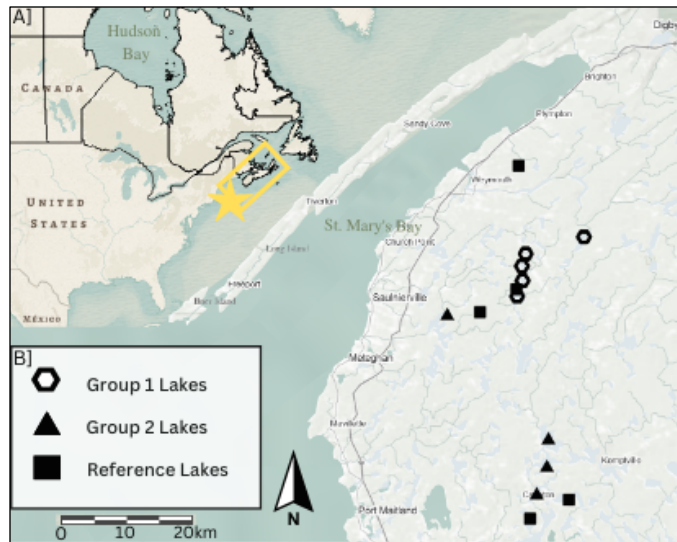 A]
Hudson
Bay
CANADA
UNITED
STATES
México
Digby
Brighton
Plympton
Sandy Cove
Weymouth
Tiverton
St. Mary's Bay
Church Point
Long Island
Freeport
Saulnierville
Brier Island
Meteghan
Mavillette
Kemptville
Carleton
Port Maitland
B]
Group 1 Lakes
Group 2 Lakes
Reference Lakes
N
0 10 20km